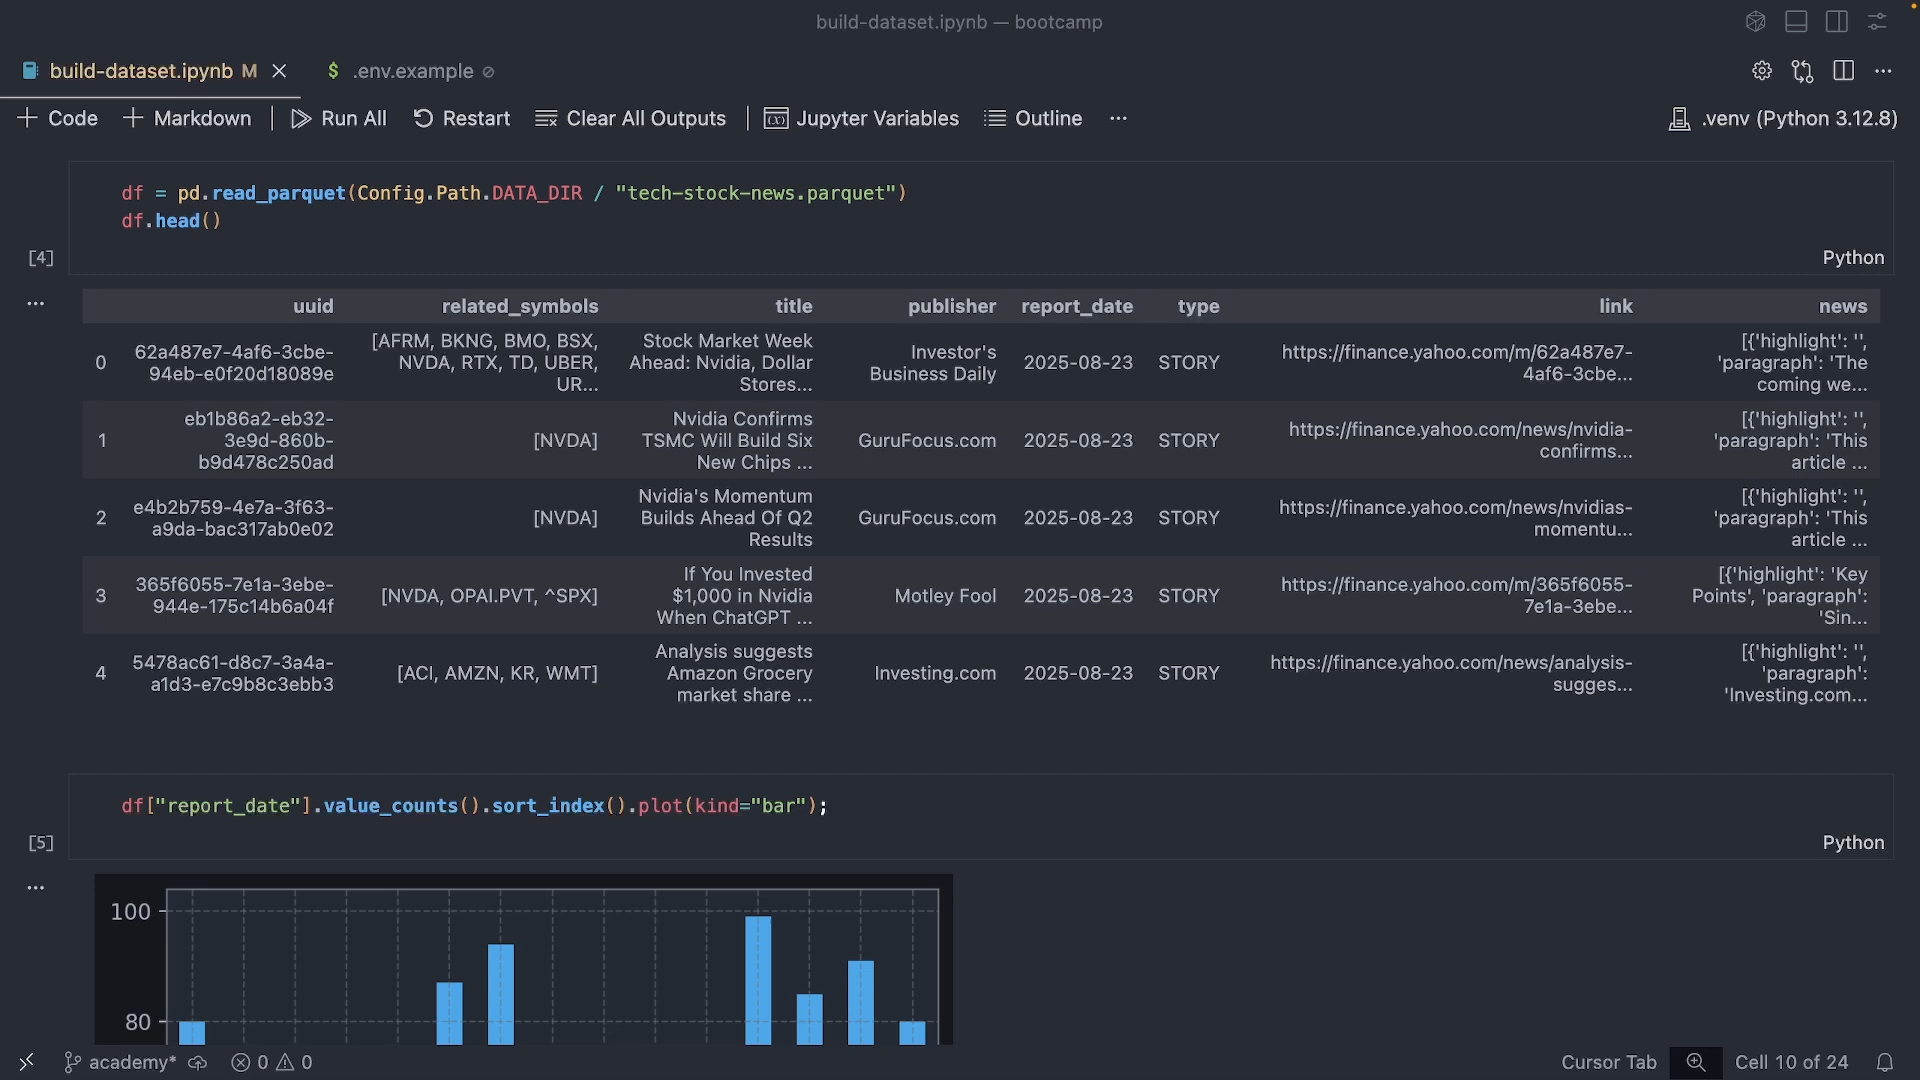 build-dataset.ipynb — bootcamp
build-dataset.ipynb M
$ .env.example
Code Markdown Run All Restart Clear All Outputs Jupyter Variables Outline ... .venv (Python 3.12.8)
df = pd.read_parquet(Config.Path.DATA_DIR / "tech-stock-news.parquet")
df.head()
[4] Python
uuid related_symbols title publisher report_date type link news
0 62a487e7-4af6-3cbe-94eb-e0f20d18089e [AFRM, BKNG, BMO, BSX, NVDA, RTX, TD, UBER, UR... Stock Market Week Ahead: Nvidia, Dollar Stores... Investor's Business Daily 2025-08-23 STORY https://finance.yahoo.com/m/62a487e7-4af6-3cbe... [{'highlight': '', 'paragraph': 'The coming we...
1 eb1b86a2-eb32-3e9d-860b-b9d478c250ad [NVDA] Nvidia Confirms TSMC Will Build Six New Chips ... GuruFocus.com 2025-08-23 STORY https://finance.yahoo.com/news/nvidia-confirms... [{'highlight': '', 'paragraph': 'This article ...
2 e4b2b759-4e7a-3f63-a9da-bac317ab0e02 [NVDA] Nvidia's Momentum Builds Ahead Of Q2 Results GuruFocus.com 2025-08-23 STORY https://finance.yahoo.com/news/nvidias-momentu... [{'highlight': '', 'paragraph': 'This article ...
3 365f6055-7e1a-3ebe-944e-175c14b6a04f [NVDA, OPAI.PVT, ^SPX] If You Invested $1,000 in Nvidia When ChatGPT ... Motley Fool 2025-08-23 STORY https://finance.yahoo.com/m/365f6055-7e1a-3ebe... [{'highlight': 'Key Points', 'paragraph': 'Sin...
4 5478ac61-d8c7-3a4a-a1d3-e7c9b8c3ebb3 [ACI, AMZN, KR, WMT] Analysis suggests Amazon Grocery market share ... Investing.com 2025-08-23 STORY https://finance.yahoo.com/news/analysis-sugges... [{'highlight': '', 'paragraph': 'Investing.com...
df["report_date"].value_counts().sort_index().plot(kind="bar");
[5] Python
100
80
academy* 0 0 Cursor Tab Cell 10 of 24